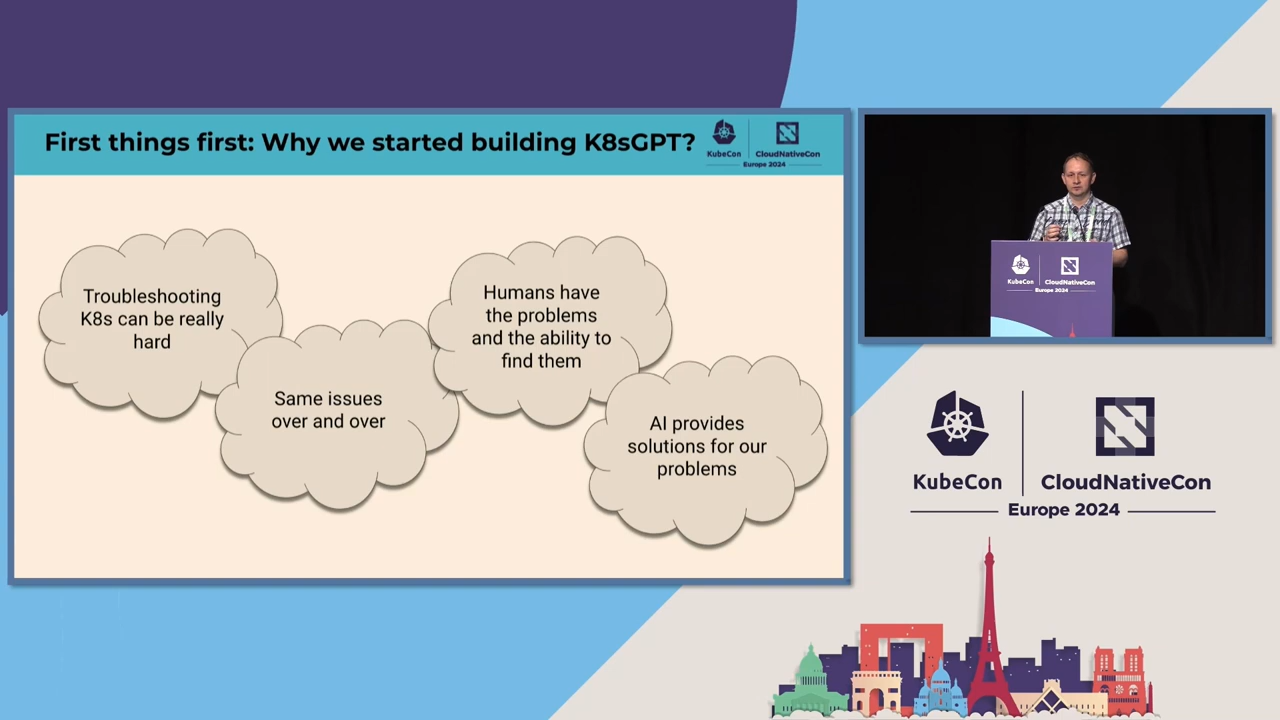 First things first: Why we started building K8sGPT?
KubeCon
CloudNativeCon
Europe 2024
Troubleshooting
K8s can be really
hard
Same issues
over and over
Humans have
the problems
and the ability to
find them
AI provides
solutions for our
problems
KubeCon
CloudNativeCon
Europe 2024
KubeCon
CloudNativeCon
Europe 2024